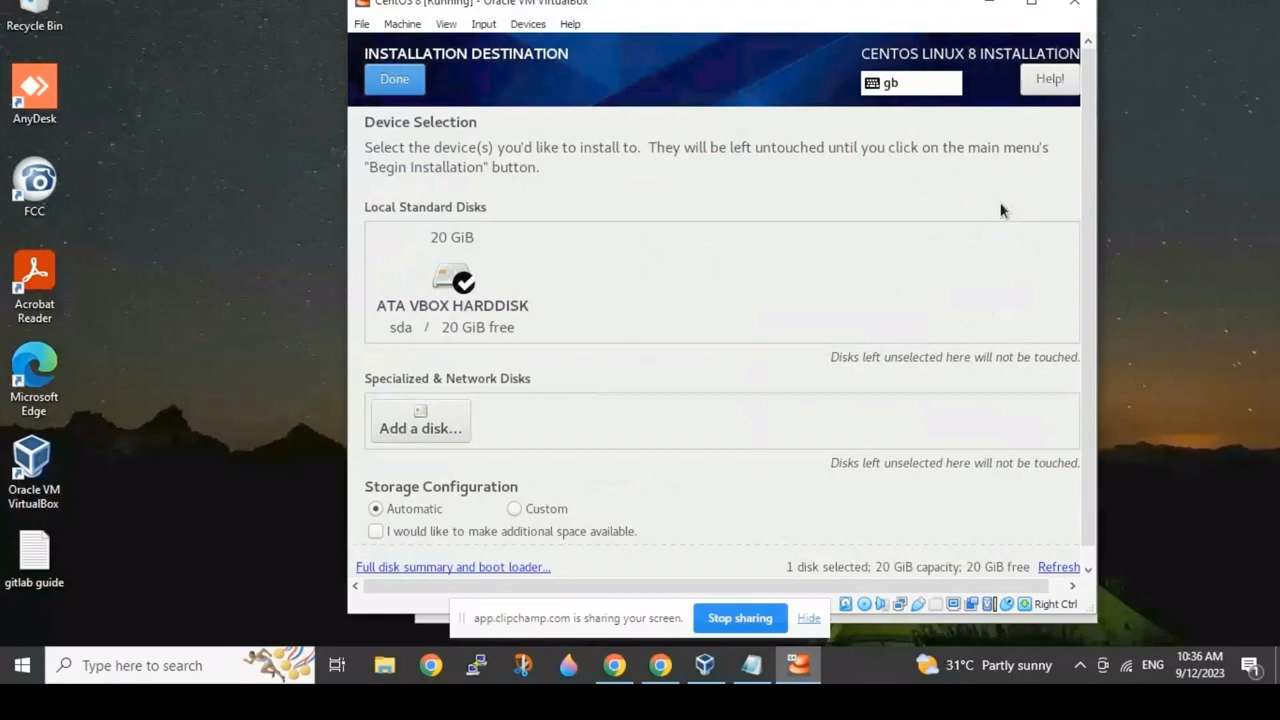 CentOS 8 [Running] - Oracle VM VirtualBox
Recycle Bin
File Machine View Input Devices Help
INSTALLATION DESTINATION
CENTOS LINUX 8 INSTALLATION
Done
gb
Help!
AnyDesk
Device Selection
Select the device(s) you'd like to install to. They will be left untouched until you click on the main menu's
"Begin Installation" button.
FCC
Local Standard Disks
20 GiB
ATA VBOX HARDDISK
sda / 20 GiB free
Acrobat
Reader
Disks left unselected here will not be touched.
Specialized & Network Disks
Add a disk...
Microsoft
Edge
Disks left unselected here will not be touched.
Storage Configuration
Automatic Custom
I would like to make additional space available.
Oracle VM
VirtualBox
Full disk summary and boot loader...
1 disk selected; 20 GiB capacity; 20 GiB free Refresh
gitlab guide
Right Ctrl
app.clipchamp.com is sharing your screen. Stop sharing Hide
Type here to search
31°C Partly sunny
ENG
10:36 AM
9/12/2023
1